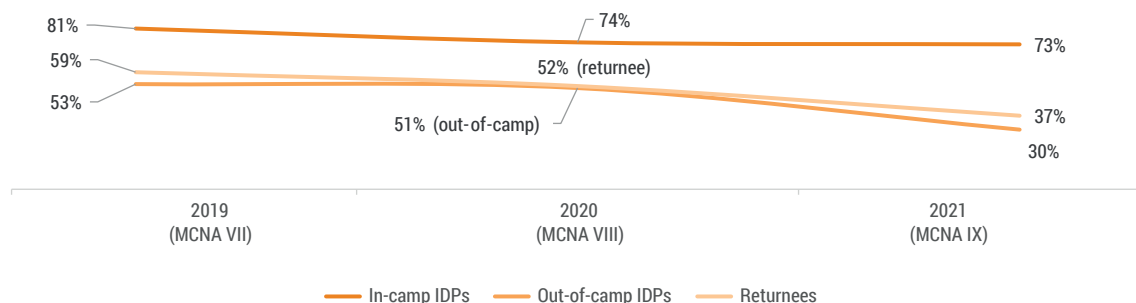 81%
74%
73%
59%
52% (returnee)
53%
51% (out-of-camp)
37%
30%
2019
(MCNA VII)
2020
(MCNA VIII)
2021
(MCNA IX)
In-camp IDPs
Out-of-camp IDPs
Returnees